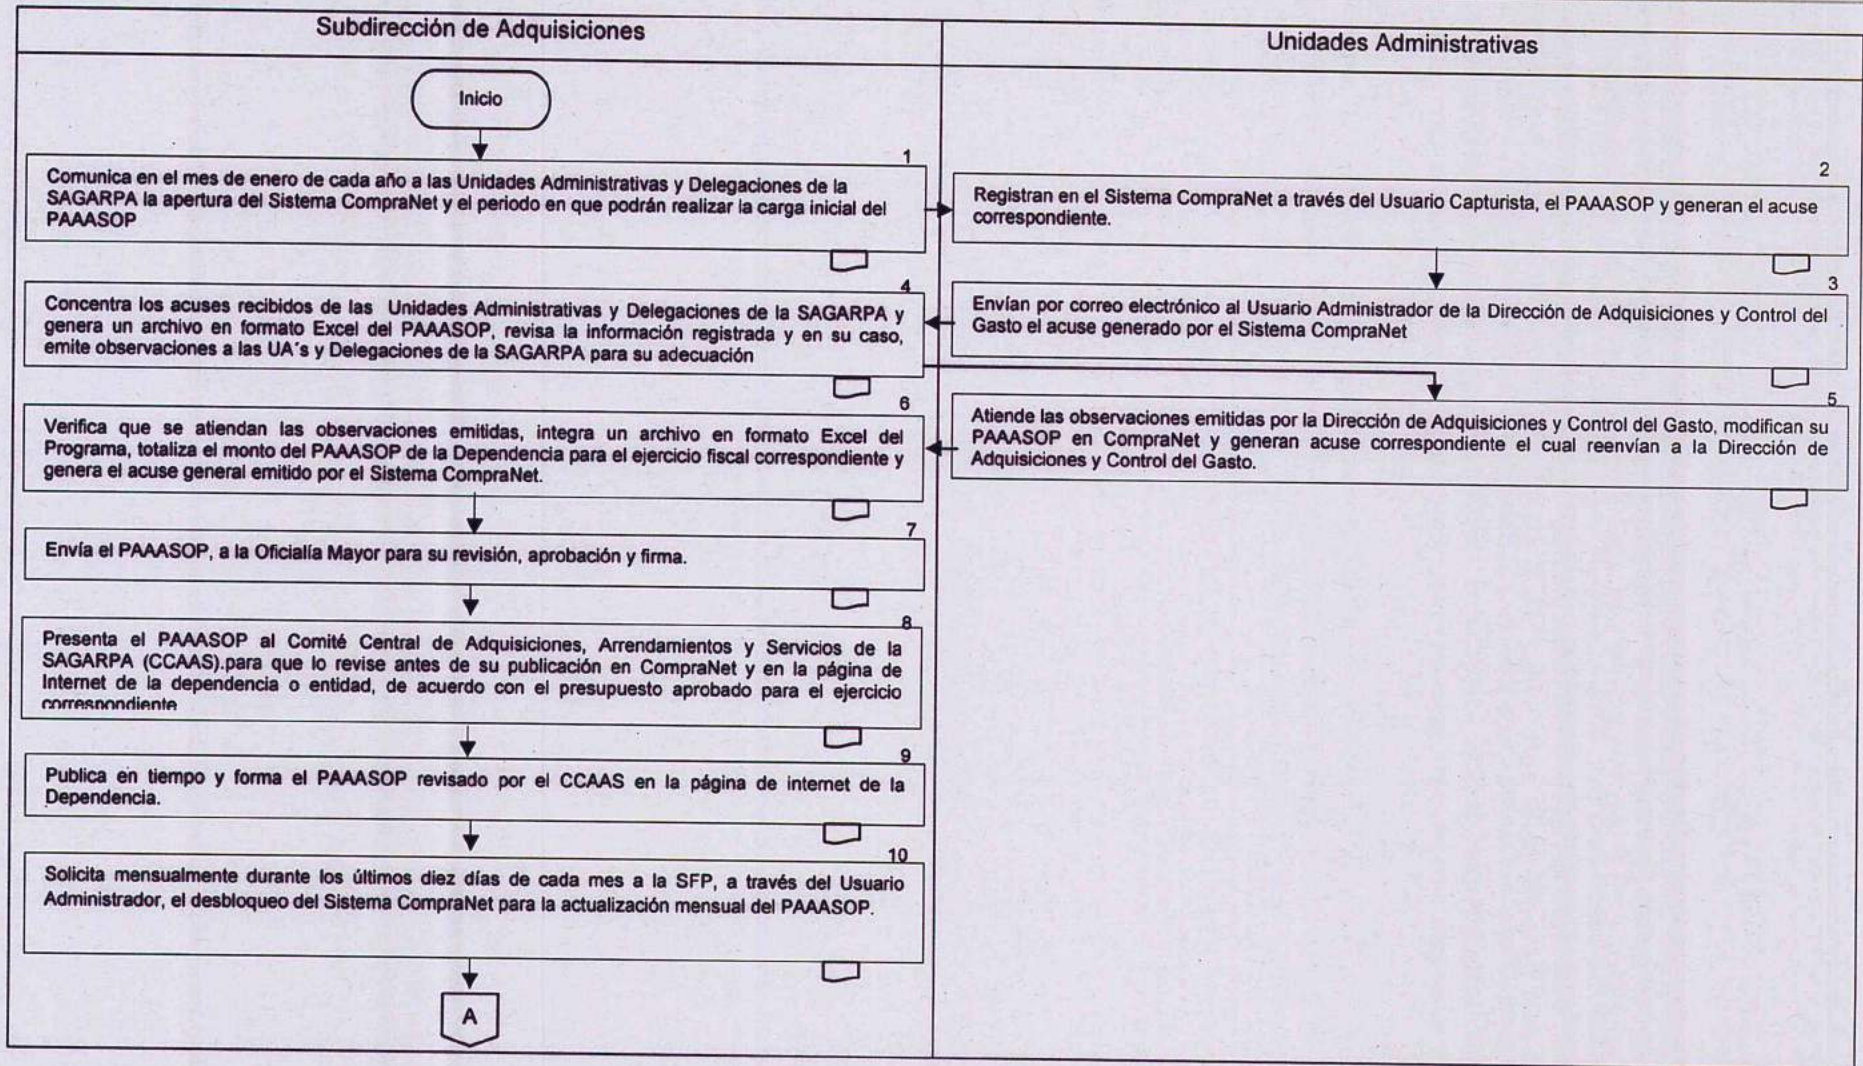 Subdirección de Adquisiciones
Unidades Administrativas
Inicio
1
Comunica en el mes de enero de cada año a las Unidades Administrativas y Delegaciones de la
SAGARPA la apertura del Sistema CompraNet y el periodo en que podrán realizar la carga inicial del
PAAASOP
2
Registran en el Sistema CompraNet a través del Usuario Capturista, el PAAASOP y generan el acuse
correspondiente.
3
Envían por correo electrónico al Usuario Administrador de la Dirección de Adquisiciones y Control del
Gasto el acuse generado por el Sistema CompraNet
4
Concentra los acuses recibidos de las Unidades Administrativas y Delegaciones de la SAGARPA y
genera un archivo en formato Excel del PAAASOP, revisa la información registrada y en su caso,
emite observaciones a las UA´s y Delegaciones de la SAGARPA para su adecuación
5
Atiende las observaciones emitidas por la Dirección de Adquisiciones y Control del Gasto, modifican su
PAAASOP en CompraNet y generan acuse correspondiente el cual reenvían a la Dirección de
Adquisiciones y Control del Gasto.
6
Verifica que se atiendan las observaciones emitidas, integra un archivo en formato Excel del
Programa, totaliza el monto del PAAASOP de la Dependencia para el ejercicio fiscal correspondiente y
genera el acuse general emitido por el Sistema CompraNet.
7
Envía el PAAASOP, a la Oficialía Mayor para su revisión, aprobación y firma.
8
Presenta el PAAASOP al Comité Central de Adquisiciones, Arrendamientos y Servicios de la
SAGARPA (CCAAS).para que lo revise antes de su publicación en CompraNet y en la página de
Internet de la dependencia o entidad, de acuerdo con el presupuesto aprobado para el ejercicio
correspondiente
9
Publica en tiempo y forma el PAAASOP revisado por el CCAAS en la página de internet de la
Dependencia.
10
Solicita mensualmente durante los últimos diez días de cada mes a la SFP, a través del Usuario
Administrador, el desbloqueo del Sistema CompraNet para la actualización mensual del PAAASOP.
A